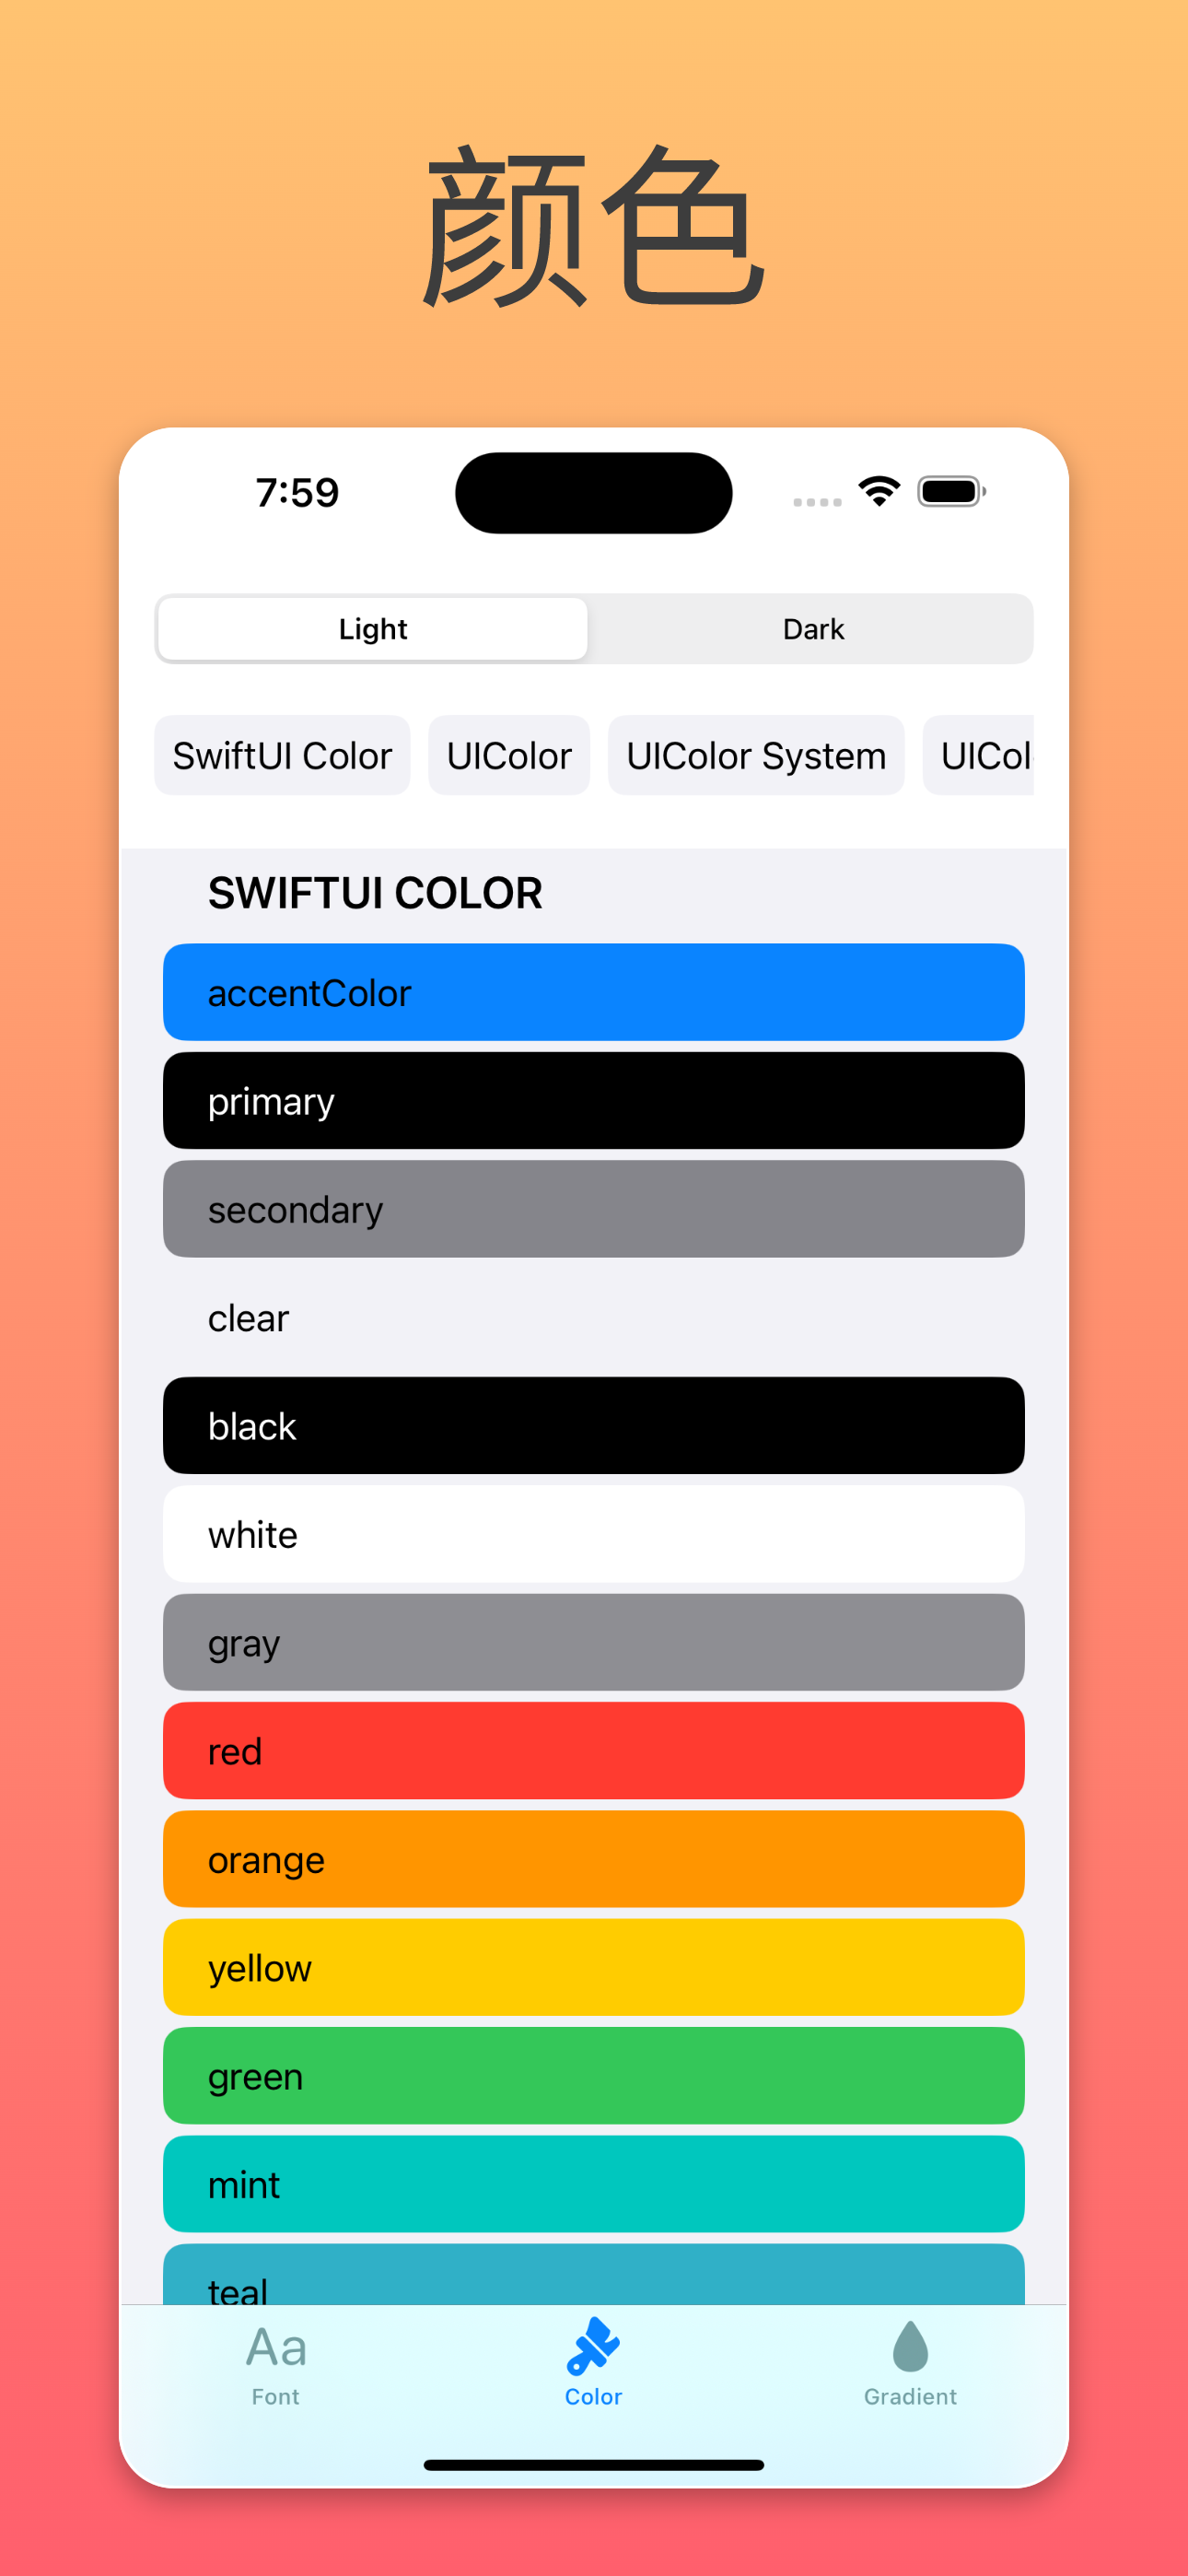 颜色
7:59
Light Dark
SwiftUI Color UIColor UIColor System UICol
SWIFTUI COLOR
accentColor
primary
secondary
clear
black
white
gray
red
orange
yellow
green
mint
teal
Aa
Font Color Gradient